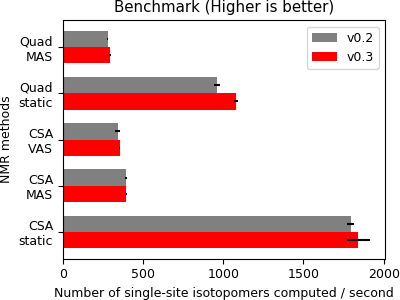 Benchmark (Higher is better)
v0.2
v0.3
NMR methods
Quad
MAS
Quad
static
CSA
VAS
CSA
MAS
CSA
static
0 500 1000 1500 2000
Number of single-site isotopomers computed / second